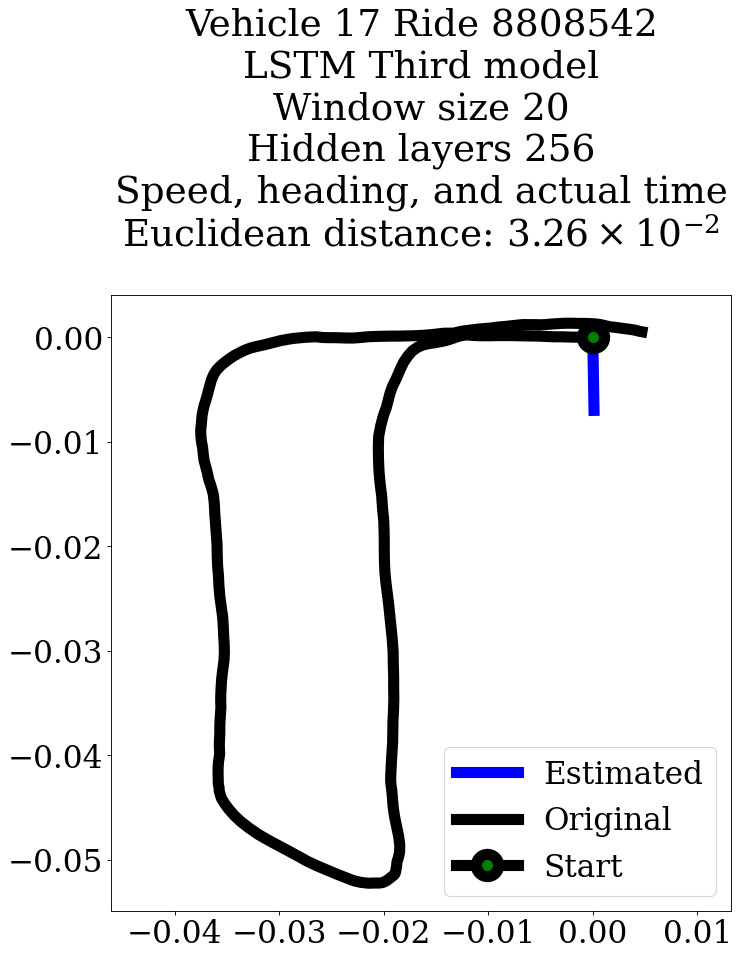 Vehicle 17 Ride 8808542
LSTM Third model
Window size 20
Hidden layers 256
Speed, heading, and actual time
Euclidean distance: 3.26 × 10⁻²
0.00
−0.01
−0.02
−0.03
−0.04
−0.05
Estimated
Original
Start
−0.04 −0.03 −0.02 −0.01 0.00 0.01